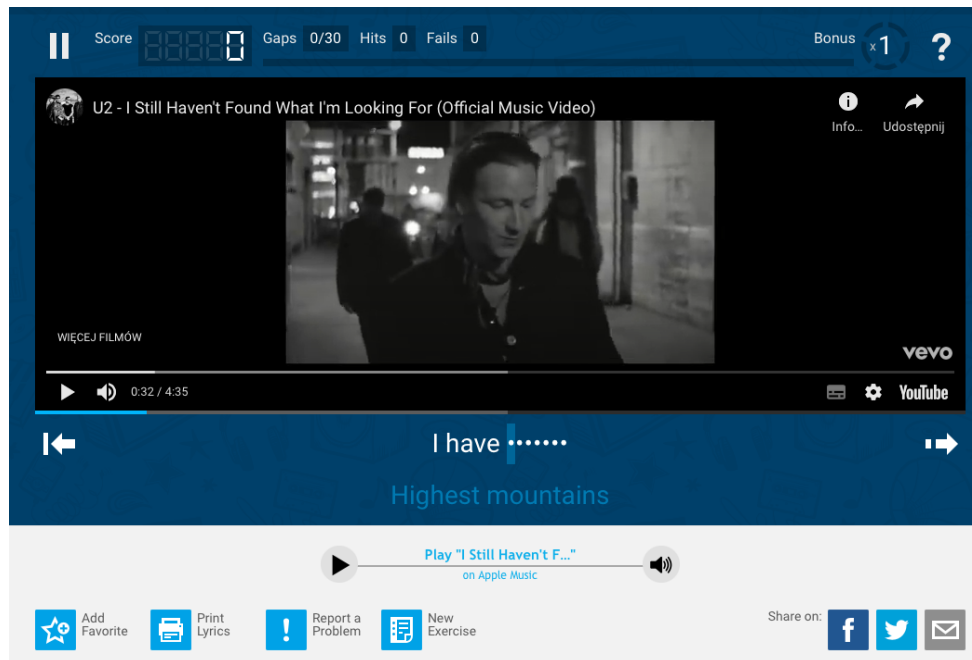 Score 0 Gaps 0/30 Hits 0 Fails 0 Bonus x1 ?
U2 - I Still Haven't Found What I'm Looking For (Official Music Video)
Info... Udostępnij
WIĘCEJ FILMÓW
vevo
0:32 / 4:35 YouTube
I have •••••••
Highest mountains
Play "I Still Haven't F..."
on Apple Music
Add Favorite
Print Lyrics
! Report a Problem
New Exercise
Share on: f